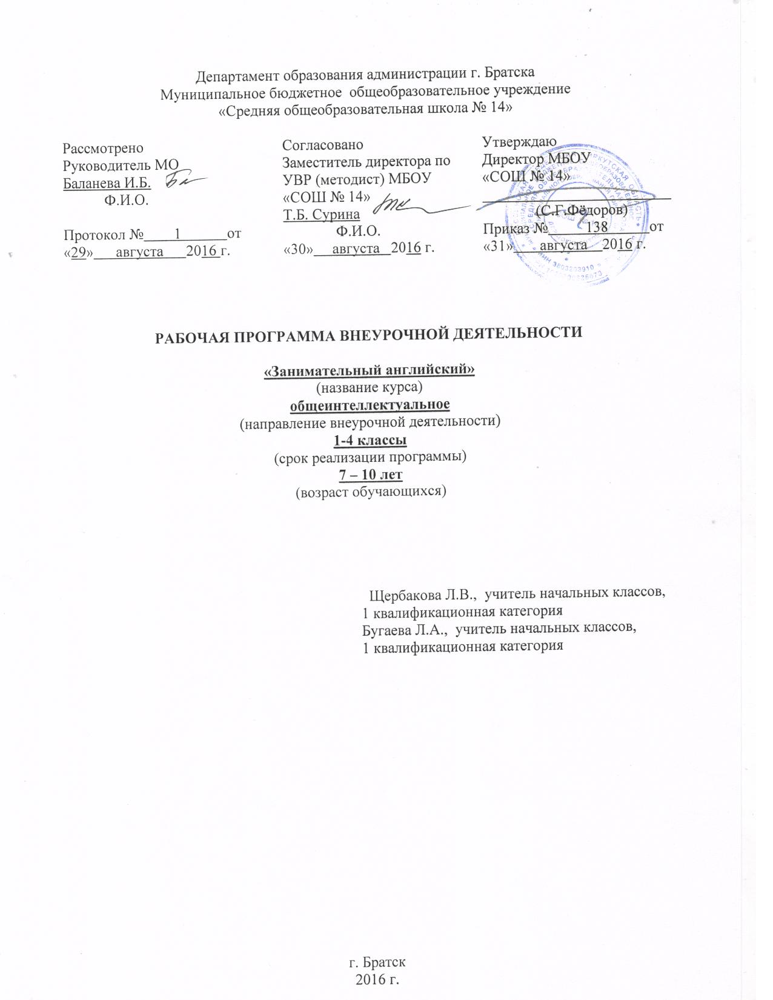 Департамент образования администрации г. Братска
Муниципальное бюджетное общеобразовательное учреждение
«Средняя общеобразовательная школа № 14»
Рассмотрено
Руководитель МО
Баланева И.Б.
Ф.И.О.
Протокол № 1 от
«29» августа 2016 г.
Согласовано
Заместитель директора по
УВР (методист) МБОУ
«СОШ № 14»
Т.Б. Сурина
Ф.И.О.
«30» августа 2016 г.
Утверждаю
Директор МБОУ
«СОШ № 14»
(С.Г.Фёдоров)
Приказ № 138 от
«31» августа 2016 г.
ИНН 3803203910
РАБОЧАЯ ПРОГРАММА ВНЕУРОЧНОЙ ДЕЯТЕЛЬНОСТИ
«Занимательный английский»
(название курса)
общеинтеллектуальное
(направление внеурочной деятельности)
1-4 классы
(срок реализации программы)
7 – 10 лет
(возраст обучающихся)
Щербакова Л.В., учитель начальных классов,
1 квалификационная категория
Бугаева Л.А., учитель начальных классов,
1 квалификационная категория
г. Братск
2016 г.